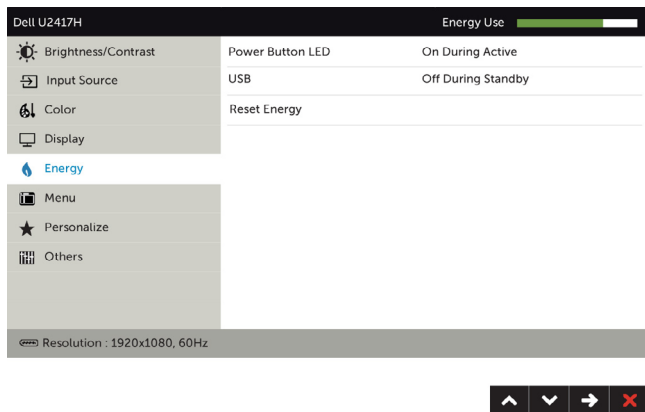 Dell U2417H Energy Use
Brightness/Contrast Power Button LED On During Active
Input Source USB Off During Standby
Color Reset Energy
Display
Energy
Menu
Personalize
Others
Resolution : 1920x1080, 60Hz